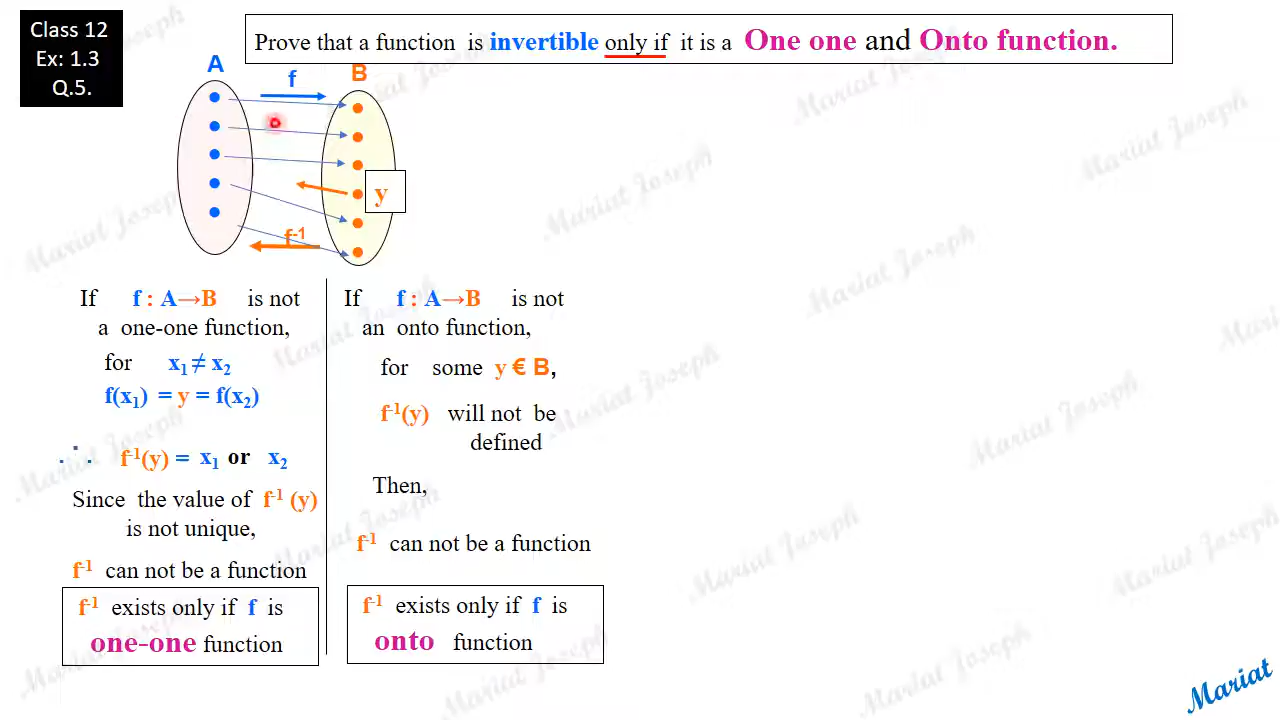 Class 12
Ex: 1.3
Q.5.
Prove that a function is invertible only if it is a One one and Onto function.
A
f
B
y
f⁻¹
If f : A→B is not
a one-one function,
for x₁ ≠ x₂
f(x₁) = y = f(x₂)
∴ f⁻¹(y) = x₁ or x₂
Since the value of f⁻¹ (y)
is not unique,
f⁻¹ can not be a function
f⁻¹ exists only if f is
one-one function
If f : A→B is not
an onto function,
for some y € B,
f⁻¹(y) will not be
defined
Then,
f⁻¹ can not be a function
f⁻¹ exists only if f is
onto function
Mariat
Mariat Joseph